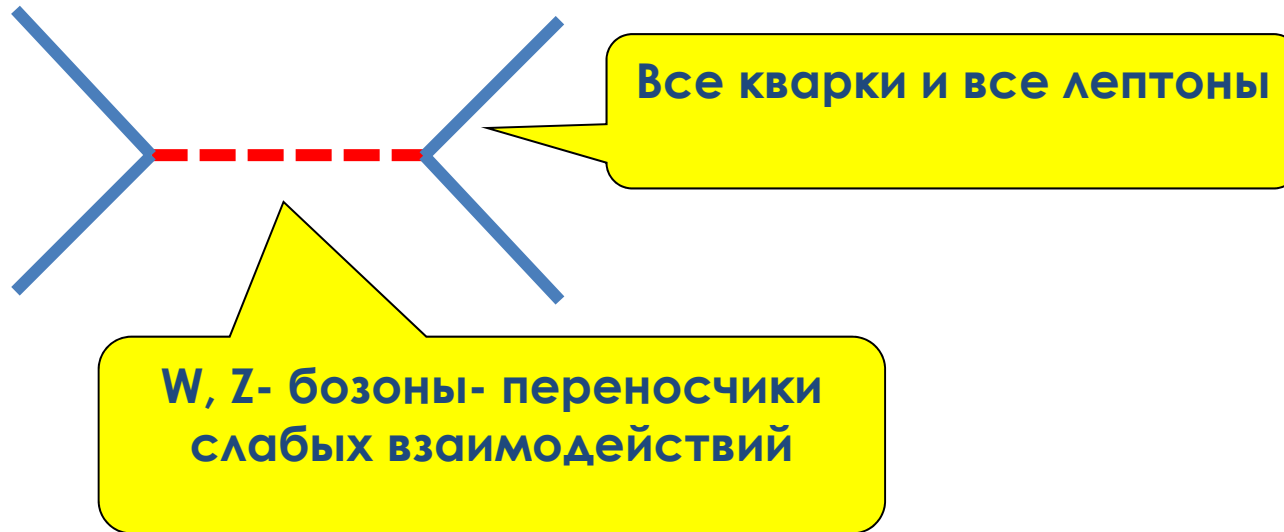 Все кварки и все лептоны
W, Z- бозоны- переносчики
слабых взаимодействий